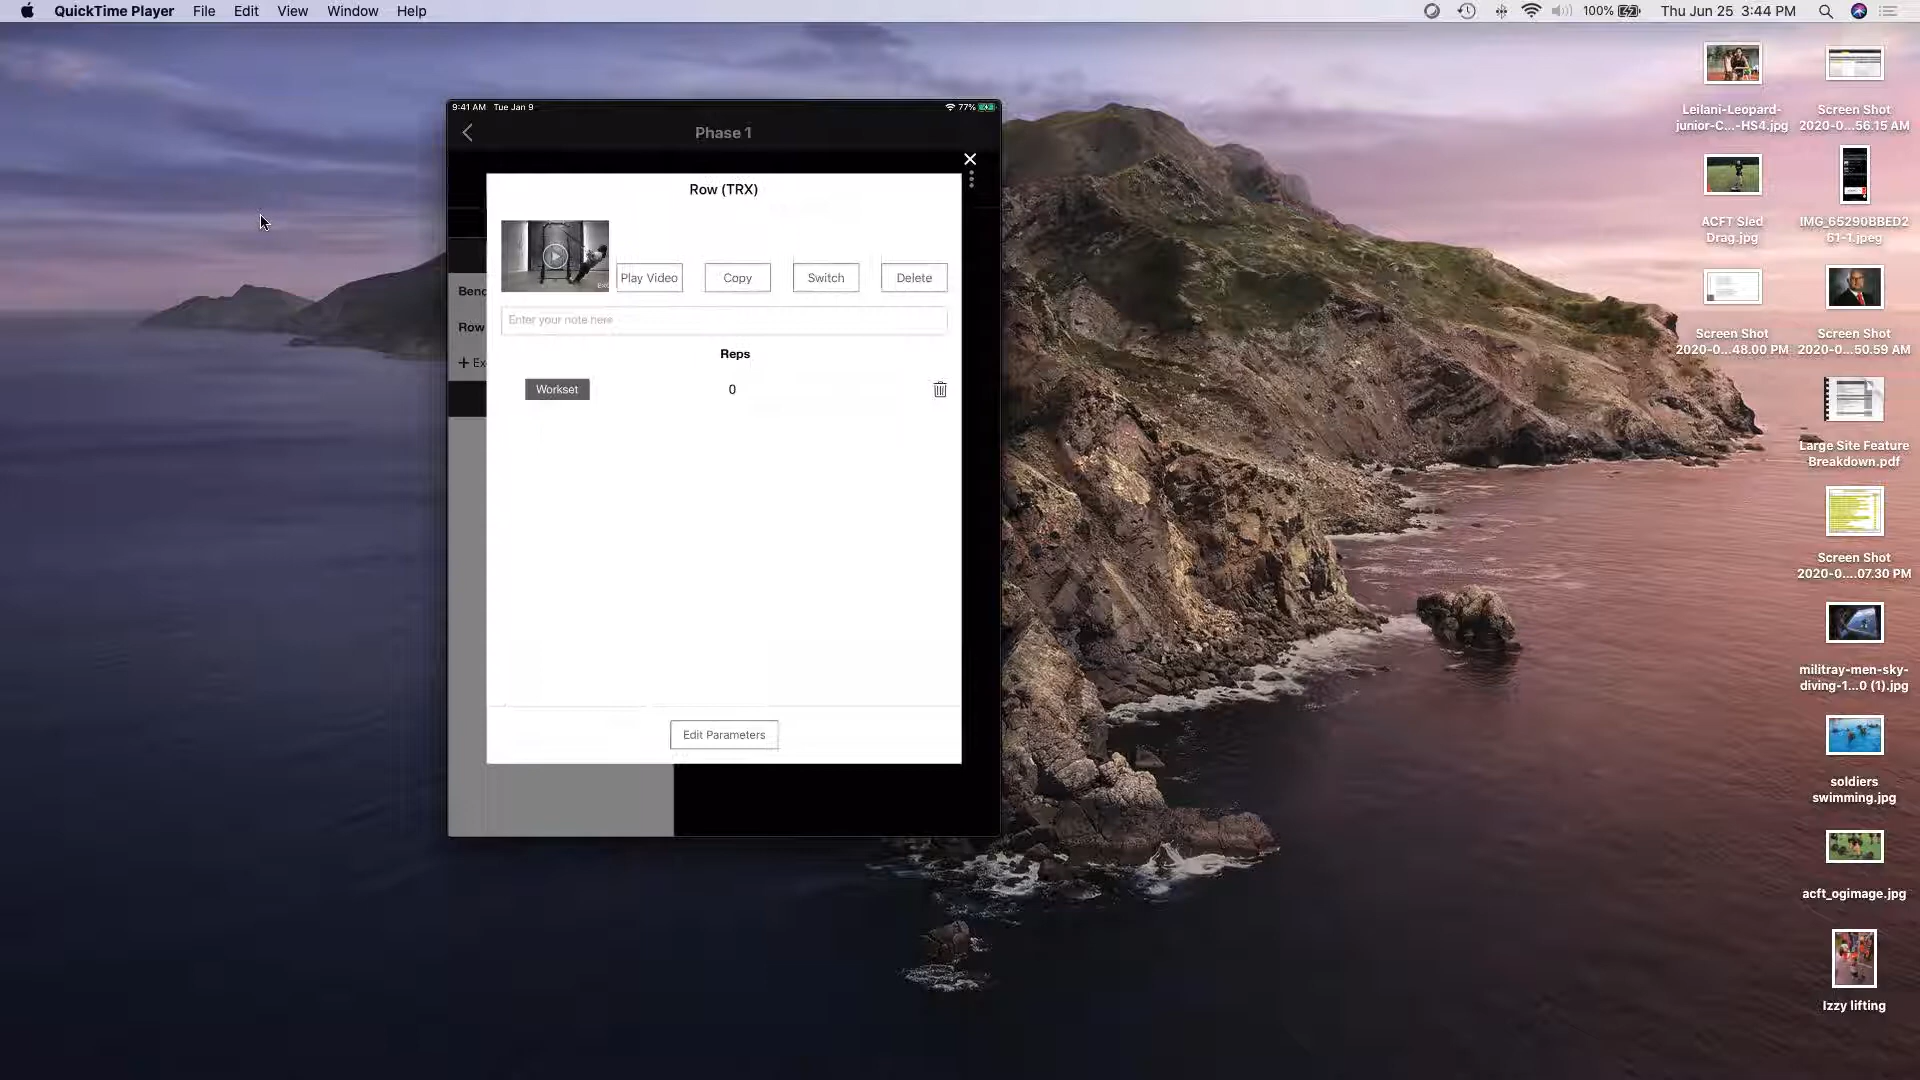 QuickTime Player File Edit View Window Help
100% Thu Jun 25 3:44 PM
9:41 AM Tue Jan 9
77%
Phase 1
Row (TRX)
Play Video
Copy
Switch
Delete
Enter your note here
Reps
Workset
0
Edit Parameters
Row
Leilani-Leopard-
junior-C...-HS4.jpg
ACFT Sled
Drag.jpg
Screen Shot
2020-0...48.00 PM
Screen Shot
2020-0...56.15 AM
IMG_65290BBED2
61-1.jpeg
Screen Shot
2020-0...50.59 AM
Large Site Feature
Breakdown.pdf
Screen Shot
2020-0....07.30 PM
militray-men-sky-
diving-1...0 (1).jpg
soldiers
swimming.jpg
acft_ogimage.jpg
Izzy lifting